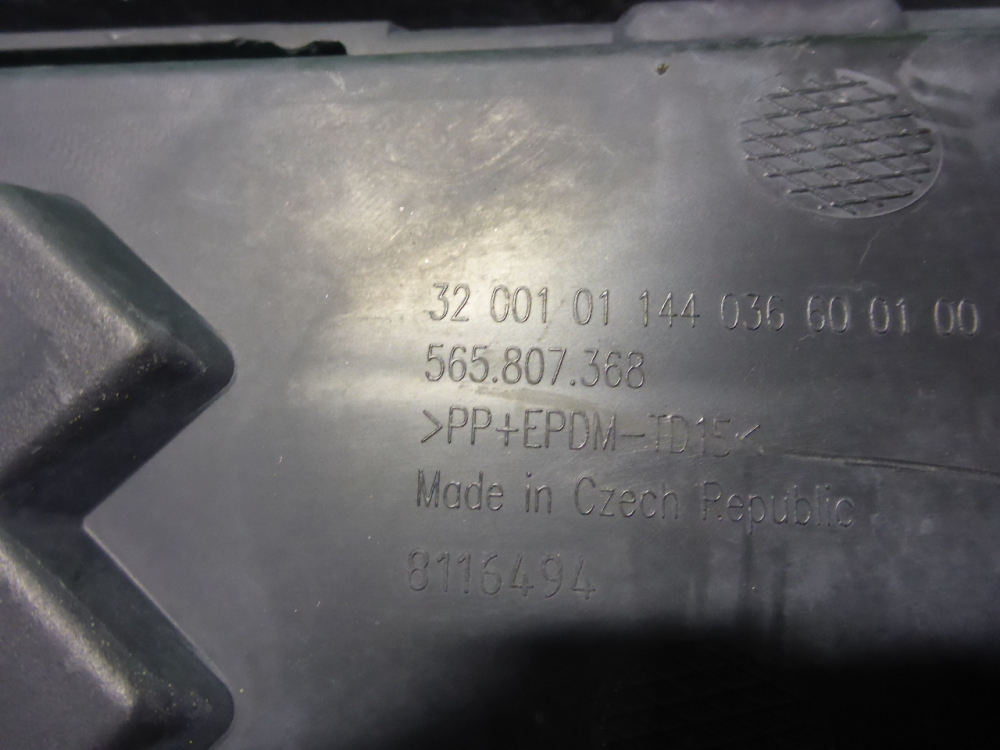 32 001 01 144 036 60 01 00
565.807.368
>PP+EPDM-TD15<
Made in Czech Republic
8116494